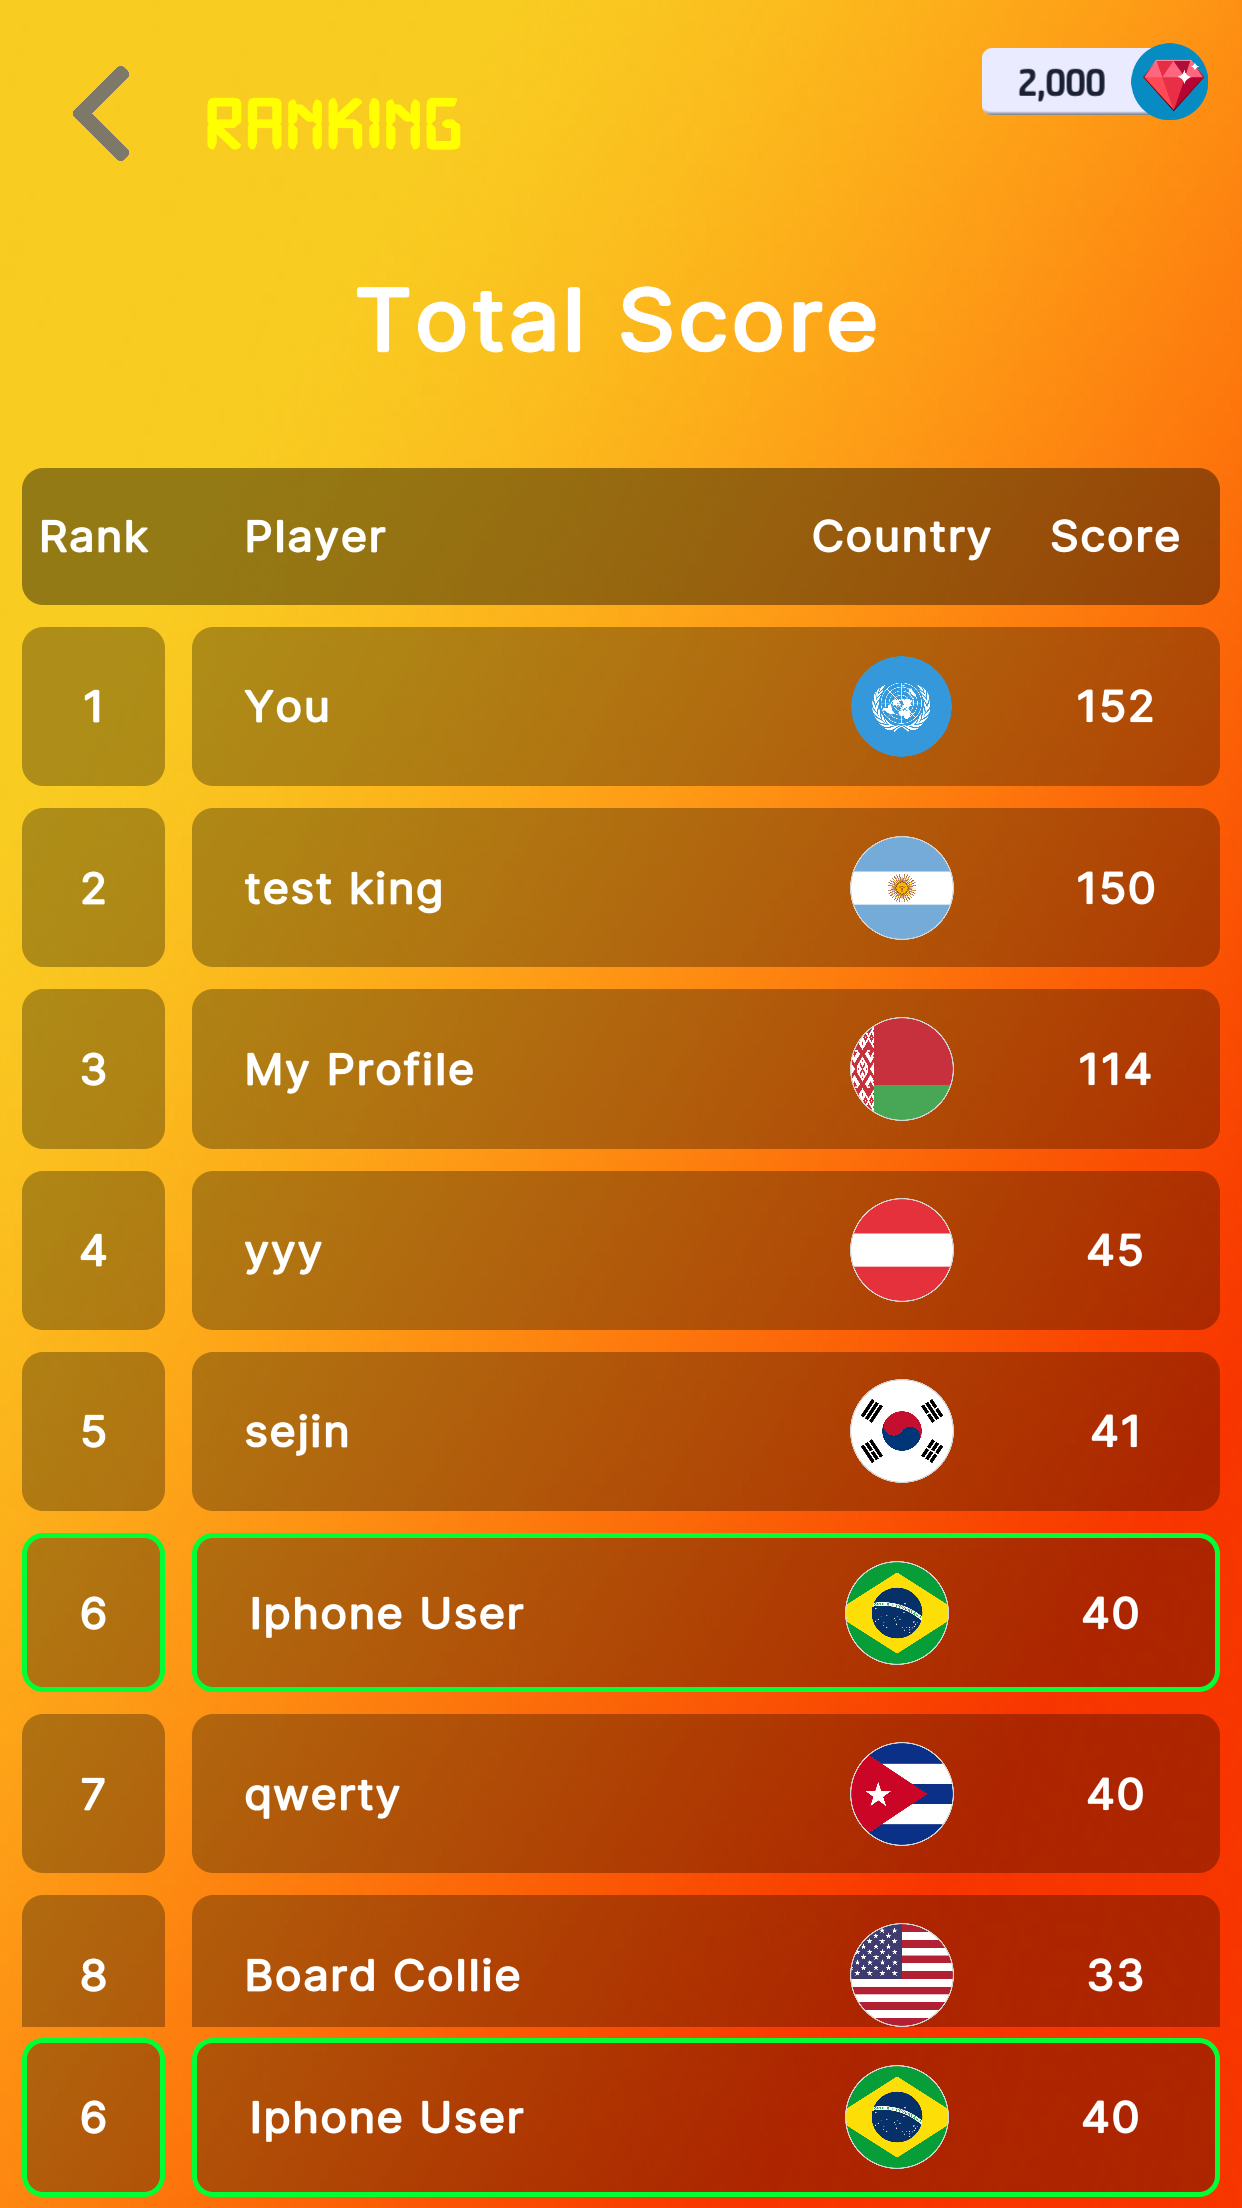 RANKING
2,000
Total Score
Rank Player Country Score
1 You 152
2 test king 150
3 My Profile 114
4 yyy 45
5 sejin 41
6 Iphone User 40
7 qwerty 40
8 Board Collie 33
6 Iphone User 40